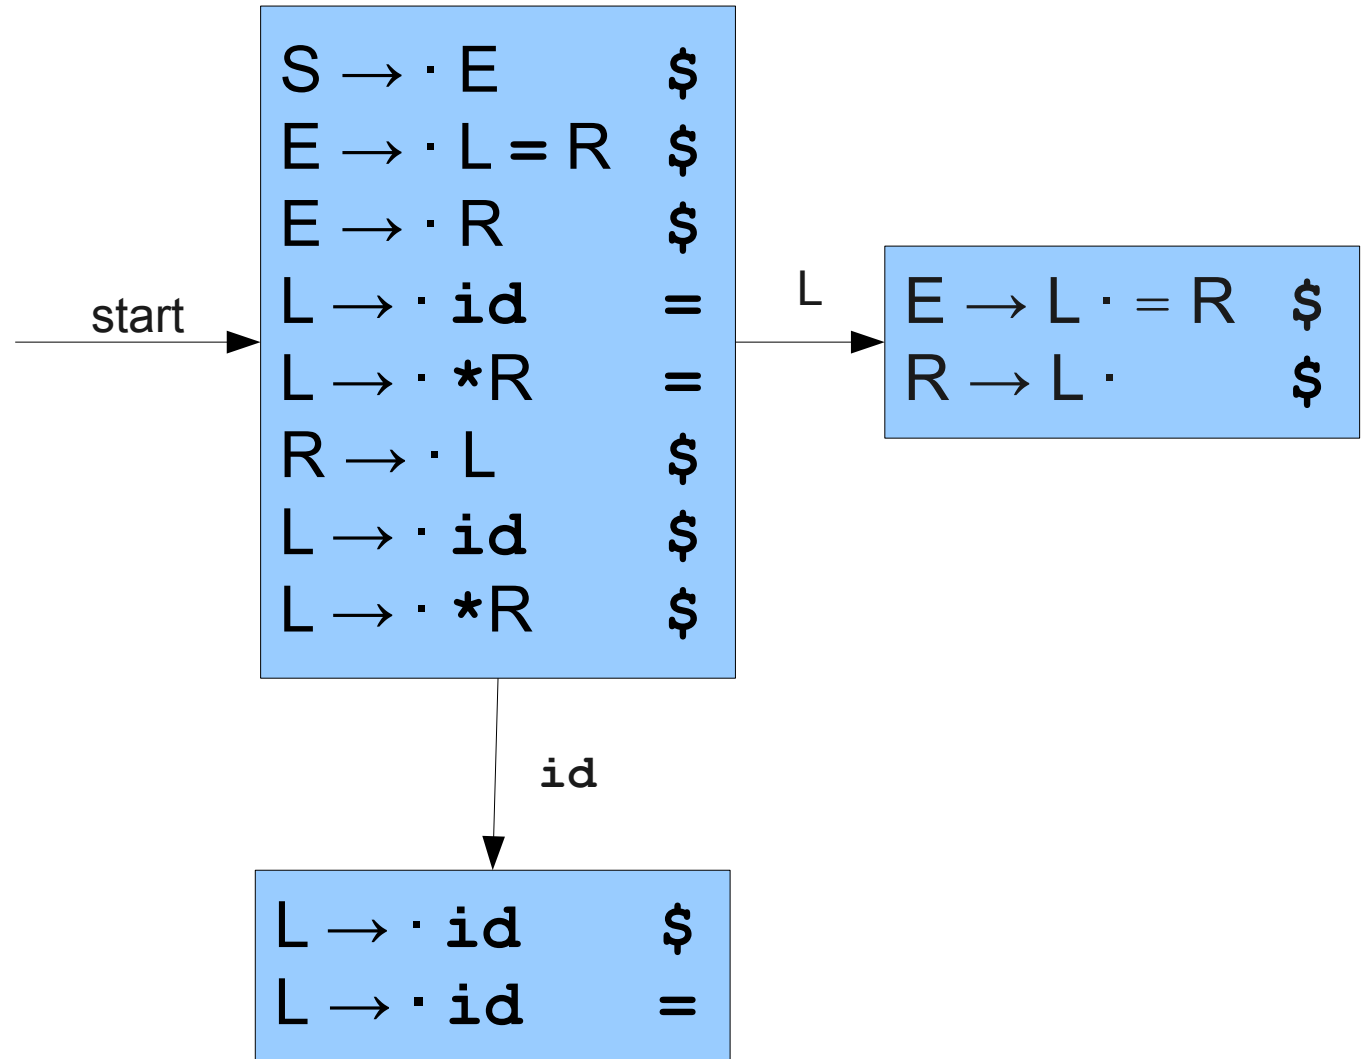 S → · E $
E → · L = R $
E → · R $
L → · id =
L → · *R =
R → · L $
L → · id $
L → · *R $
start
L
E → L · = R $
R → L · $
id
L → · id $
L → · id =